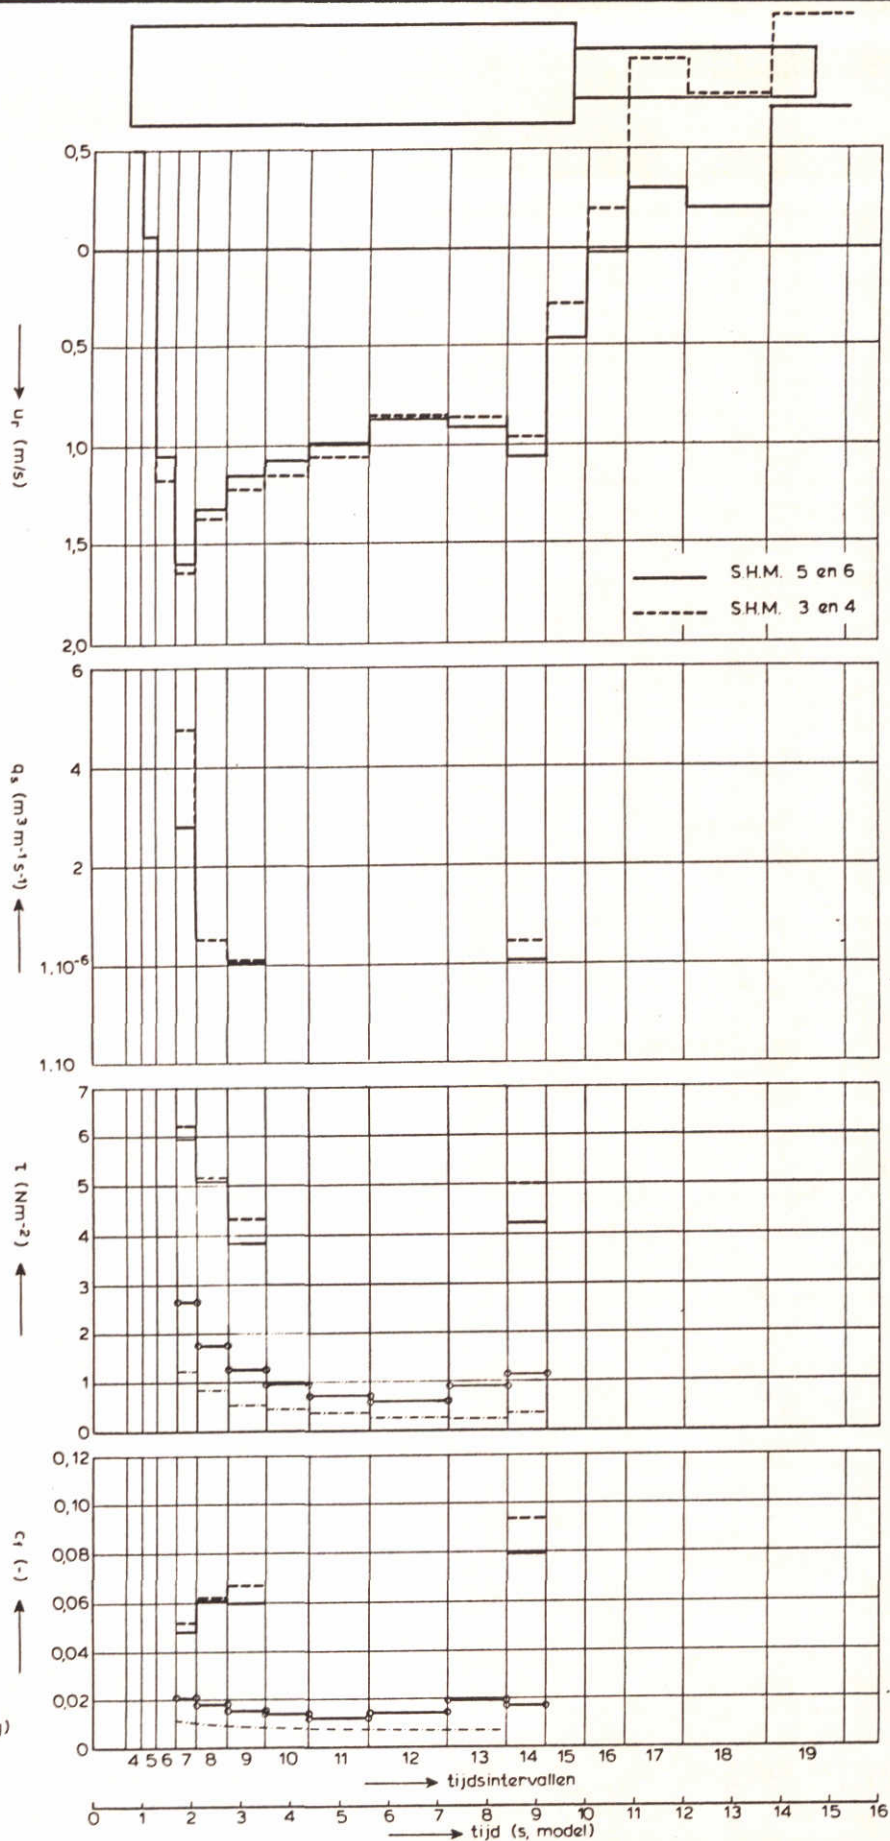 0,5
0
0,5
1,0
1,5
2,0
u_r (m/s)
S.H.M. 5 en 6
S.H.M. 3 en 4
6
4
2
1.10⁻⁶
1.10
q_s (m³m⁻¹s⁻¹)
7
6
5
4
3
2
1
0
τ (Nm⁻²)
0,12
0,10
0,08
0,06
0,04
0,02
0
c_f (-)
4 5 6 7 8 9 10 11 12 13 14 15 16 17 18 19
tijdsintervallen
0 1 2 3 4 5 6 7 8 9 10 11 12 13 14 15 16
tijd (s, model)